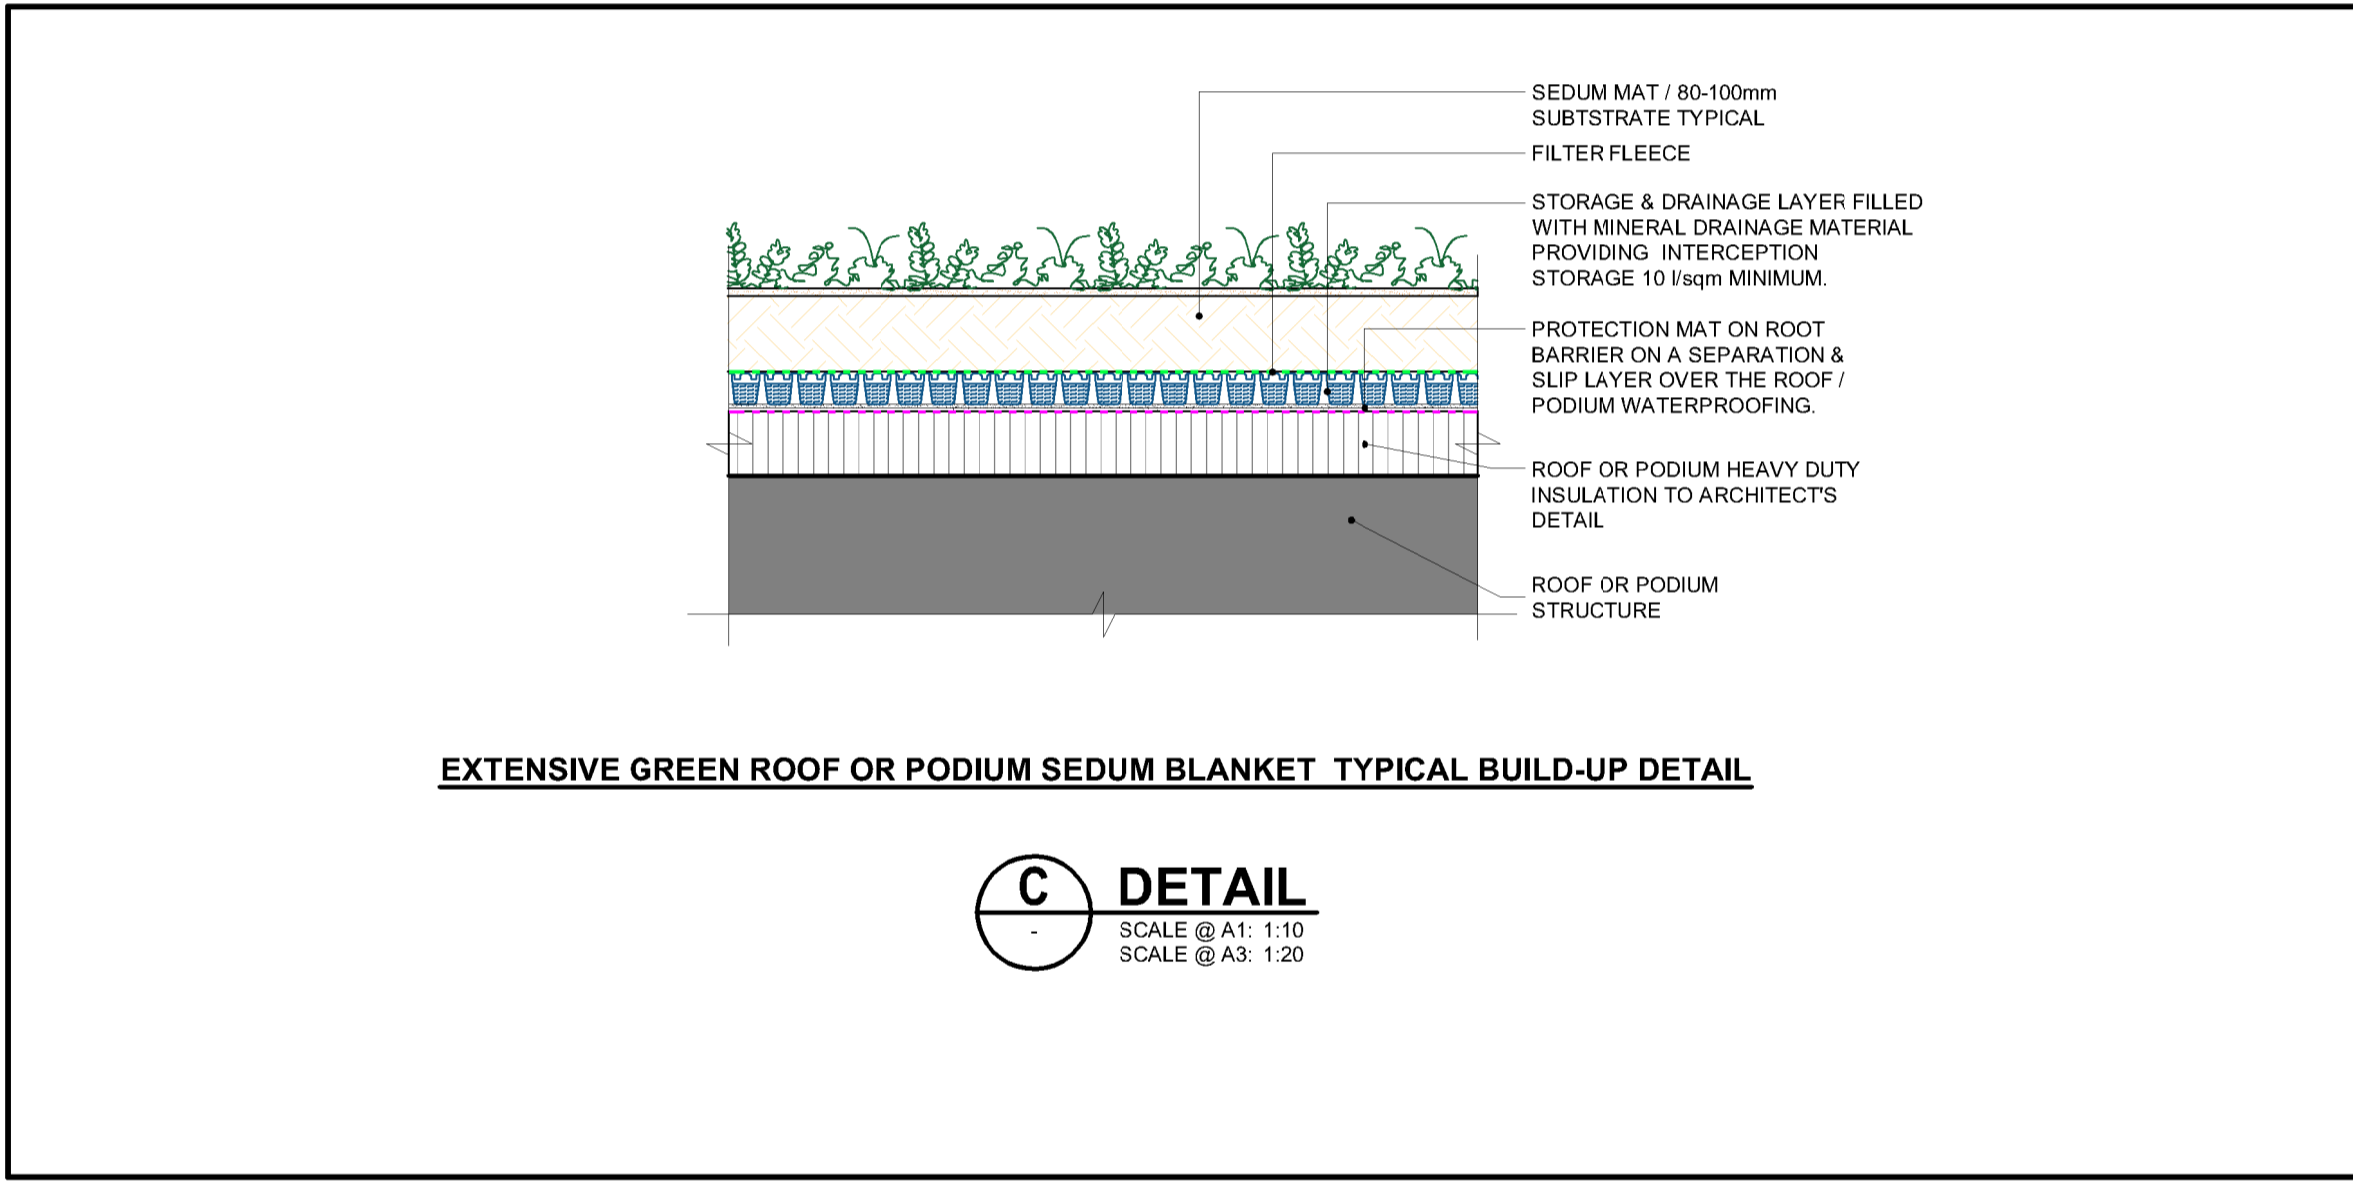 SEDUM MAT / 80-100mm
SUBTSTRATE TYPICAL
FILTER FLEECE
STORAGE & DRAINAGE LAYER FILLED
WITH MINERAL DRAINAGE MATERIAL
PROVIDING INTERCEPTION
STORAGE 10 l/sqm MINIMUM.
PROTECTION MAT ON ROOT
BARRIER ON A SEPARATION &
SLIP LAYER OVER THE ROOF /
PODIUM WATERPROOFING.
ROOF OR PODIUM HEAVY DUTY
INSULATION TO ARCHITECT'S
DETAIL
ROOF OR PODIUM
STRUCTURE
EXTENSIVE GREEN ROOF OR PODIUM SEDUM BLANKET TYPICAL BUILD-UP DETAIL
C
-
DETAIL
SCALE @ A1: 1:10
SCALE @ A3: 1:20